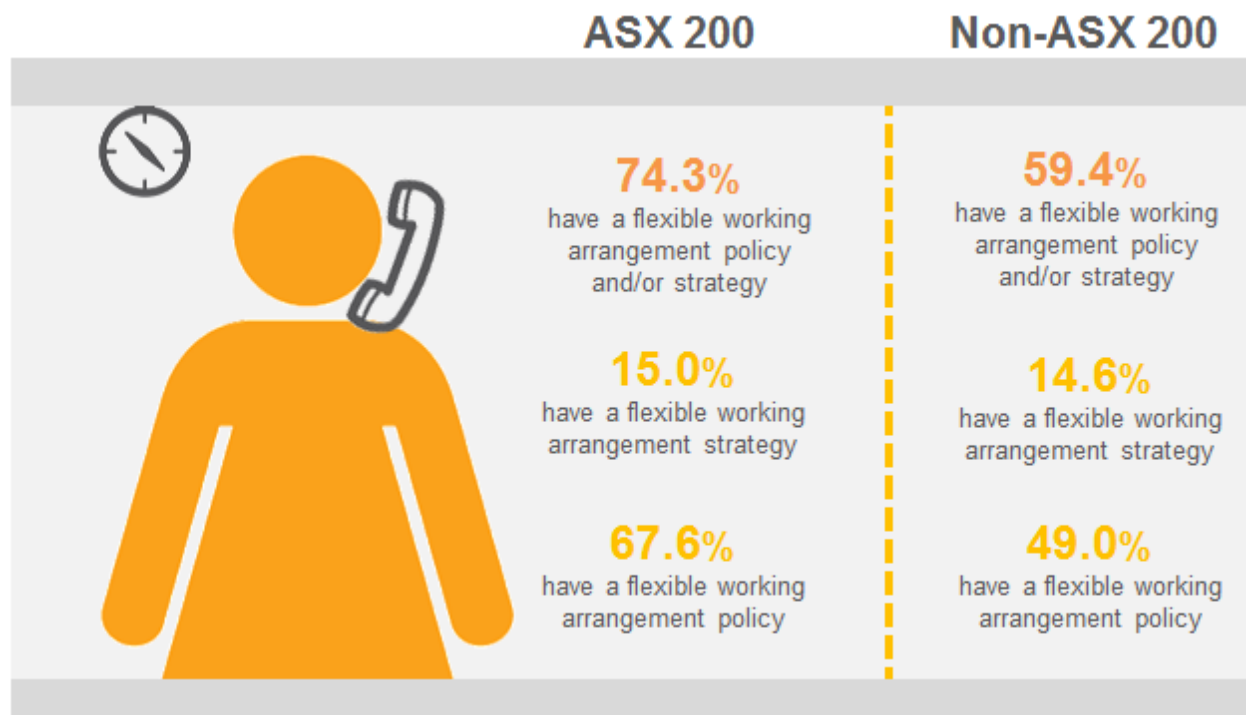 ASX 200
Non-ASX 200
74.3%
have a flexible working
arrangement policy
and/or strategy
59.4%
have a flexible working
arrangement policy
and/or strategy
15.0%
have a flexible working
arrangement strategy
14.6%
have a flexible working
arrangement strategy
67.6%
have a flexible working
arrangement policy
49.0%
have a flexible working
arrangement policy